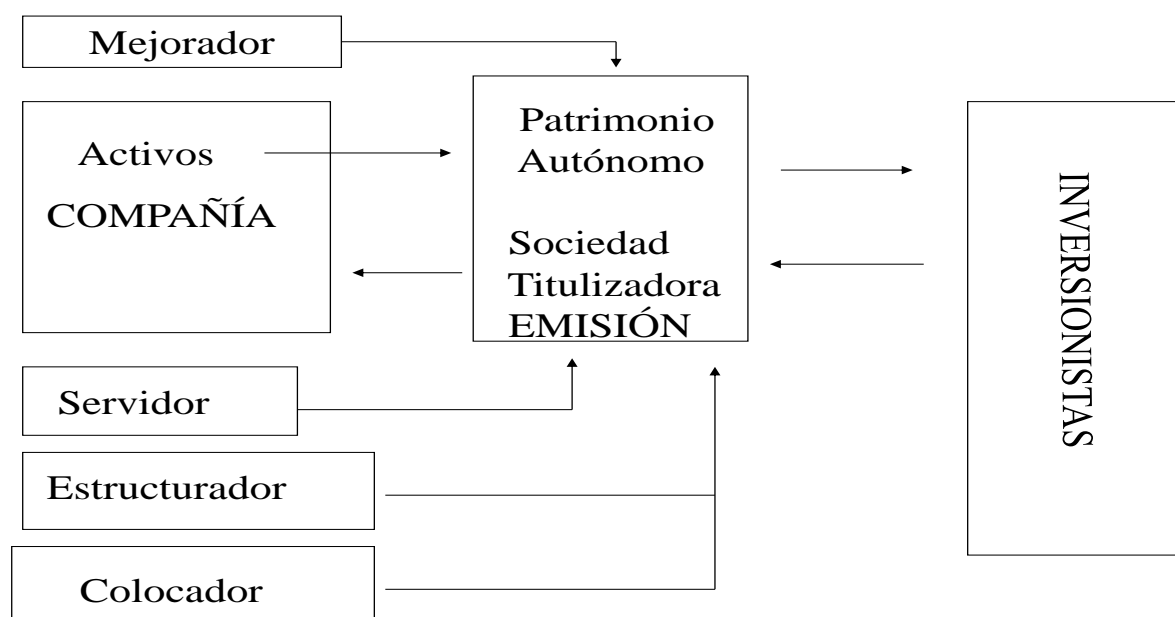 Mejorador
Activos
COMPAÑÍA
Patrimonio
Autónomo
Sociedad
Titulizadora
EMISIÓN
INVERSIONISTAS
Servidor
Estructurador
Colocador